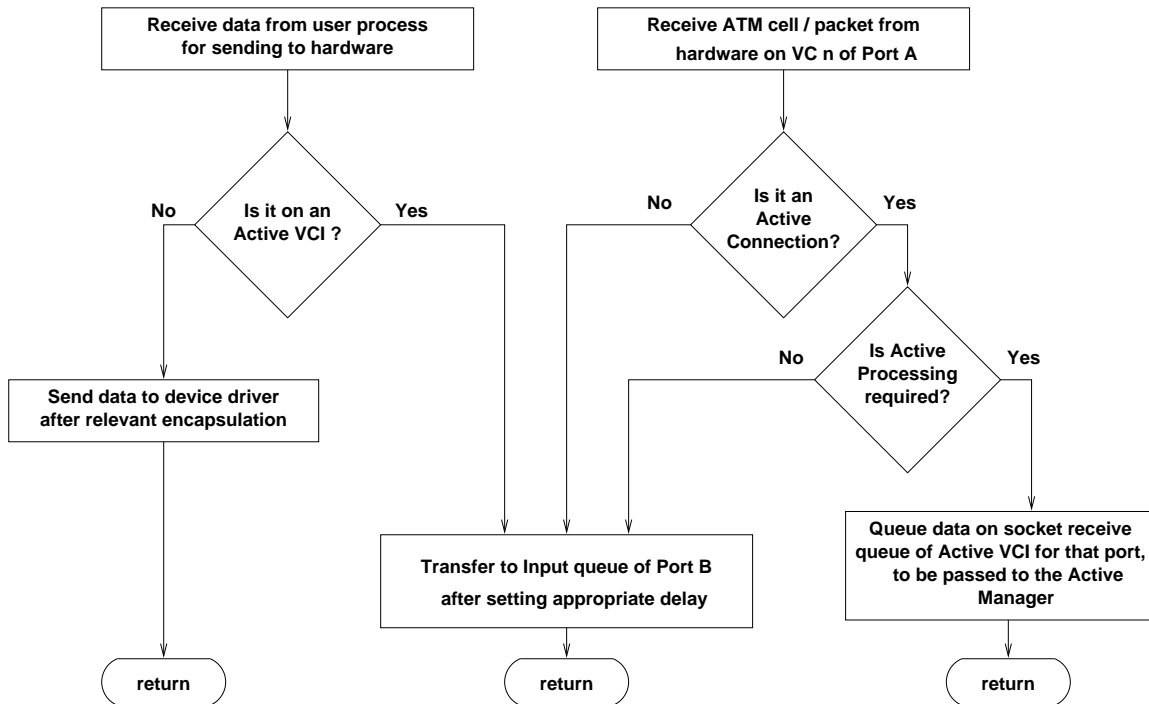 Receive data from user process
for sending to hardware
Receive ATM cell / packet from
hardware on VC n of Port A
No
Is it on an
Active VCI ?
Yes
No
Is it an
Active
Connection?
Yes
No
Is Active
Processing
required?
Yes
Send data to device driver
after relevant encapsulation
Transfer to Input queue of Port B
after setting appropriate delay
Queue data on socket receive
queue of Active VCI for that port,
to be passed to the Active
Manager
return
return
return